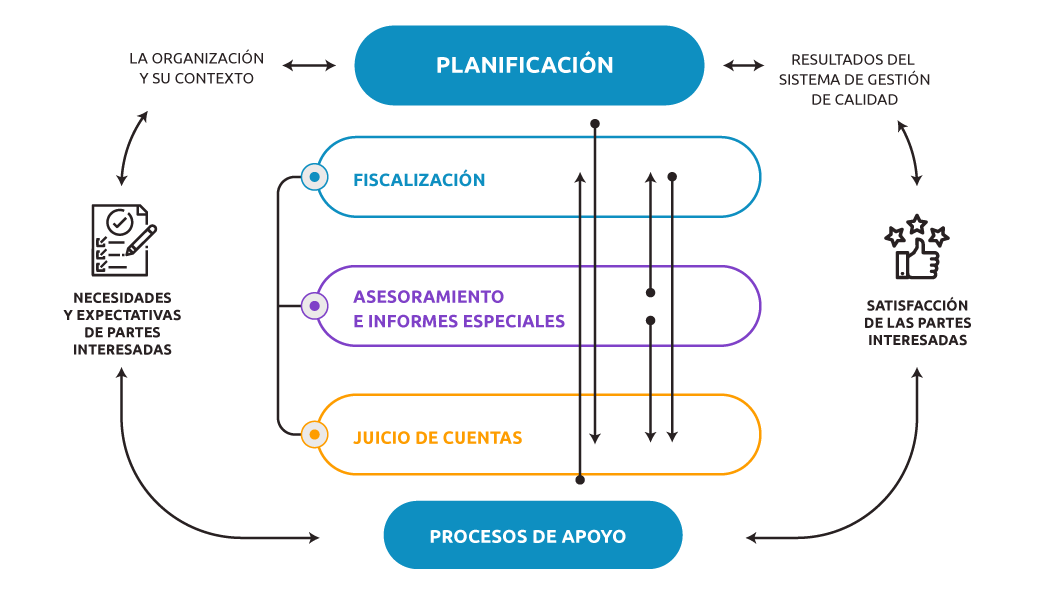 LA ORGANIZACIÓN
Y SU CONTEXTO
PLANIFICACIÓN
RESULTADOS DEL
SISTEMA DE GESTIÓN
DE CALIDAD
FISCALIZACIÓN
ASESORAMIENTO
E INFORMES ESPECIALES
NECESIDADES
Y EXPECTATIVAS
DE PARTES
INTERESADAS
SATISFACCIÓN
DE LAS PARTES
INTERESADAS
JUICIO DE CUENTAS
PROCESOS DE APOYO